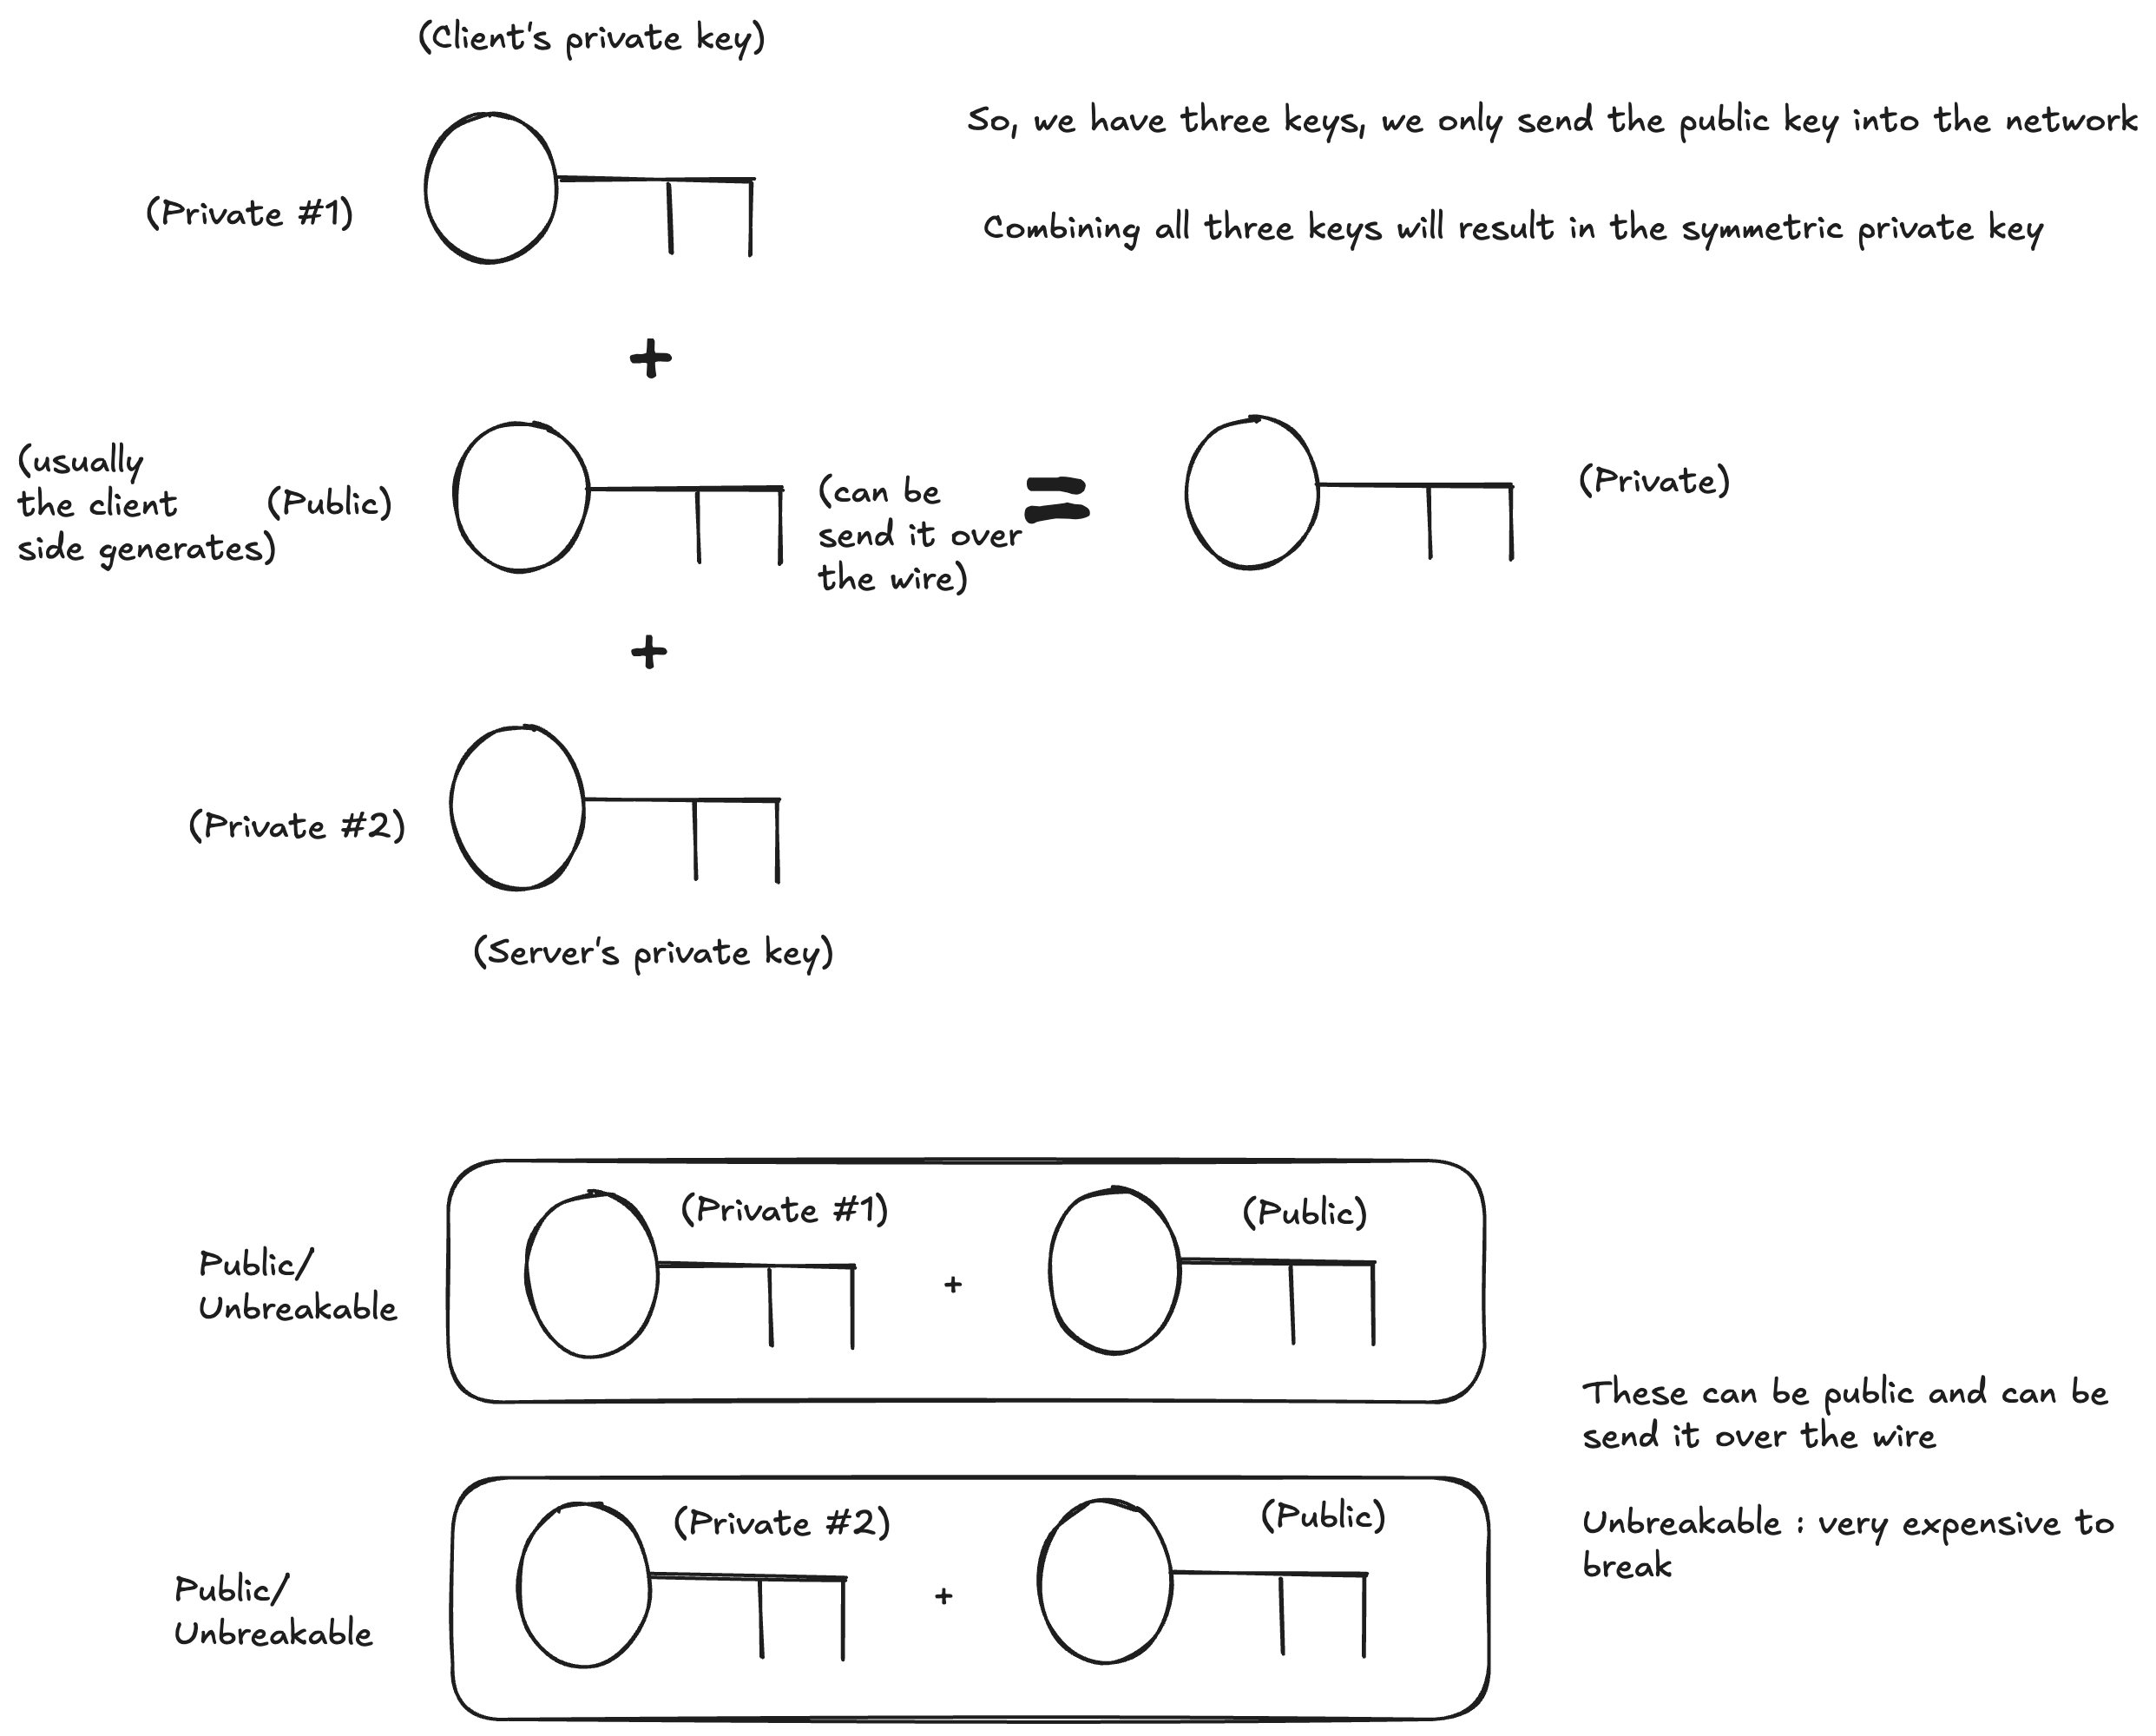 (Client's private key)
So, we have three keys, we only send the public key into the network
(Private #1)
Combining all three keys will result in the symmetric private key
+
(usually
the client
side generates)
(Public)
(can be
send it over
the wire)
=
(Private)
+
(Private #2)
(Server's private key)
Public/
Unbreakable
(Private #1)
+
(Public)
These can be public and can be
send it over the wire
Unbreakable : very expensive to
break
Public/
Unbreakable
(Private #2)
+
(Public)